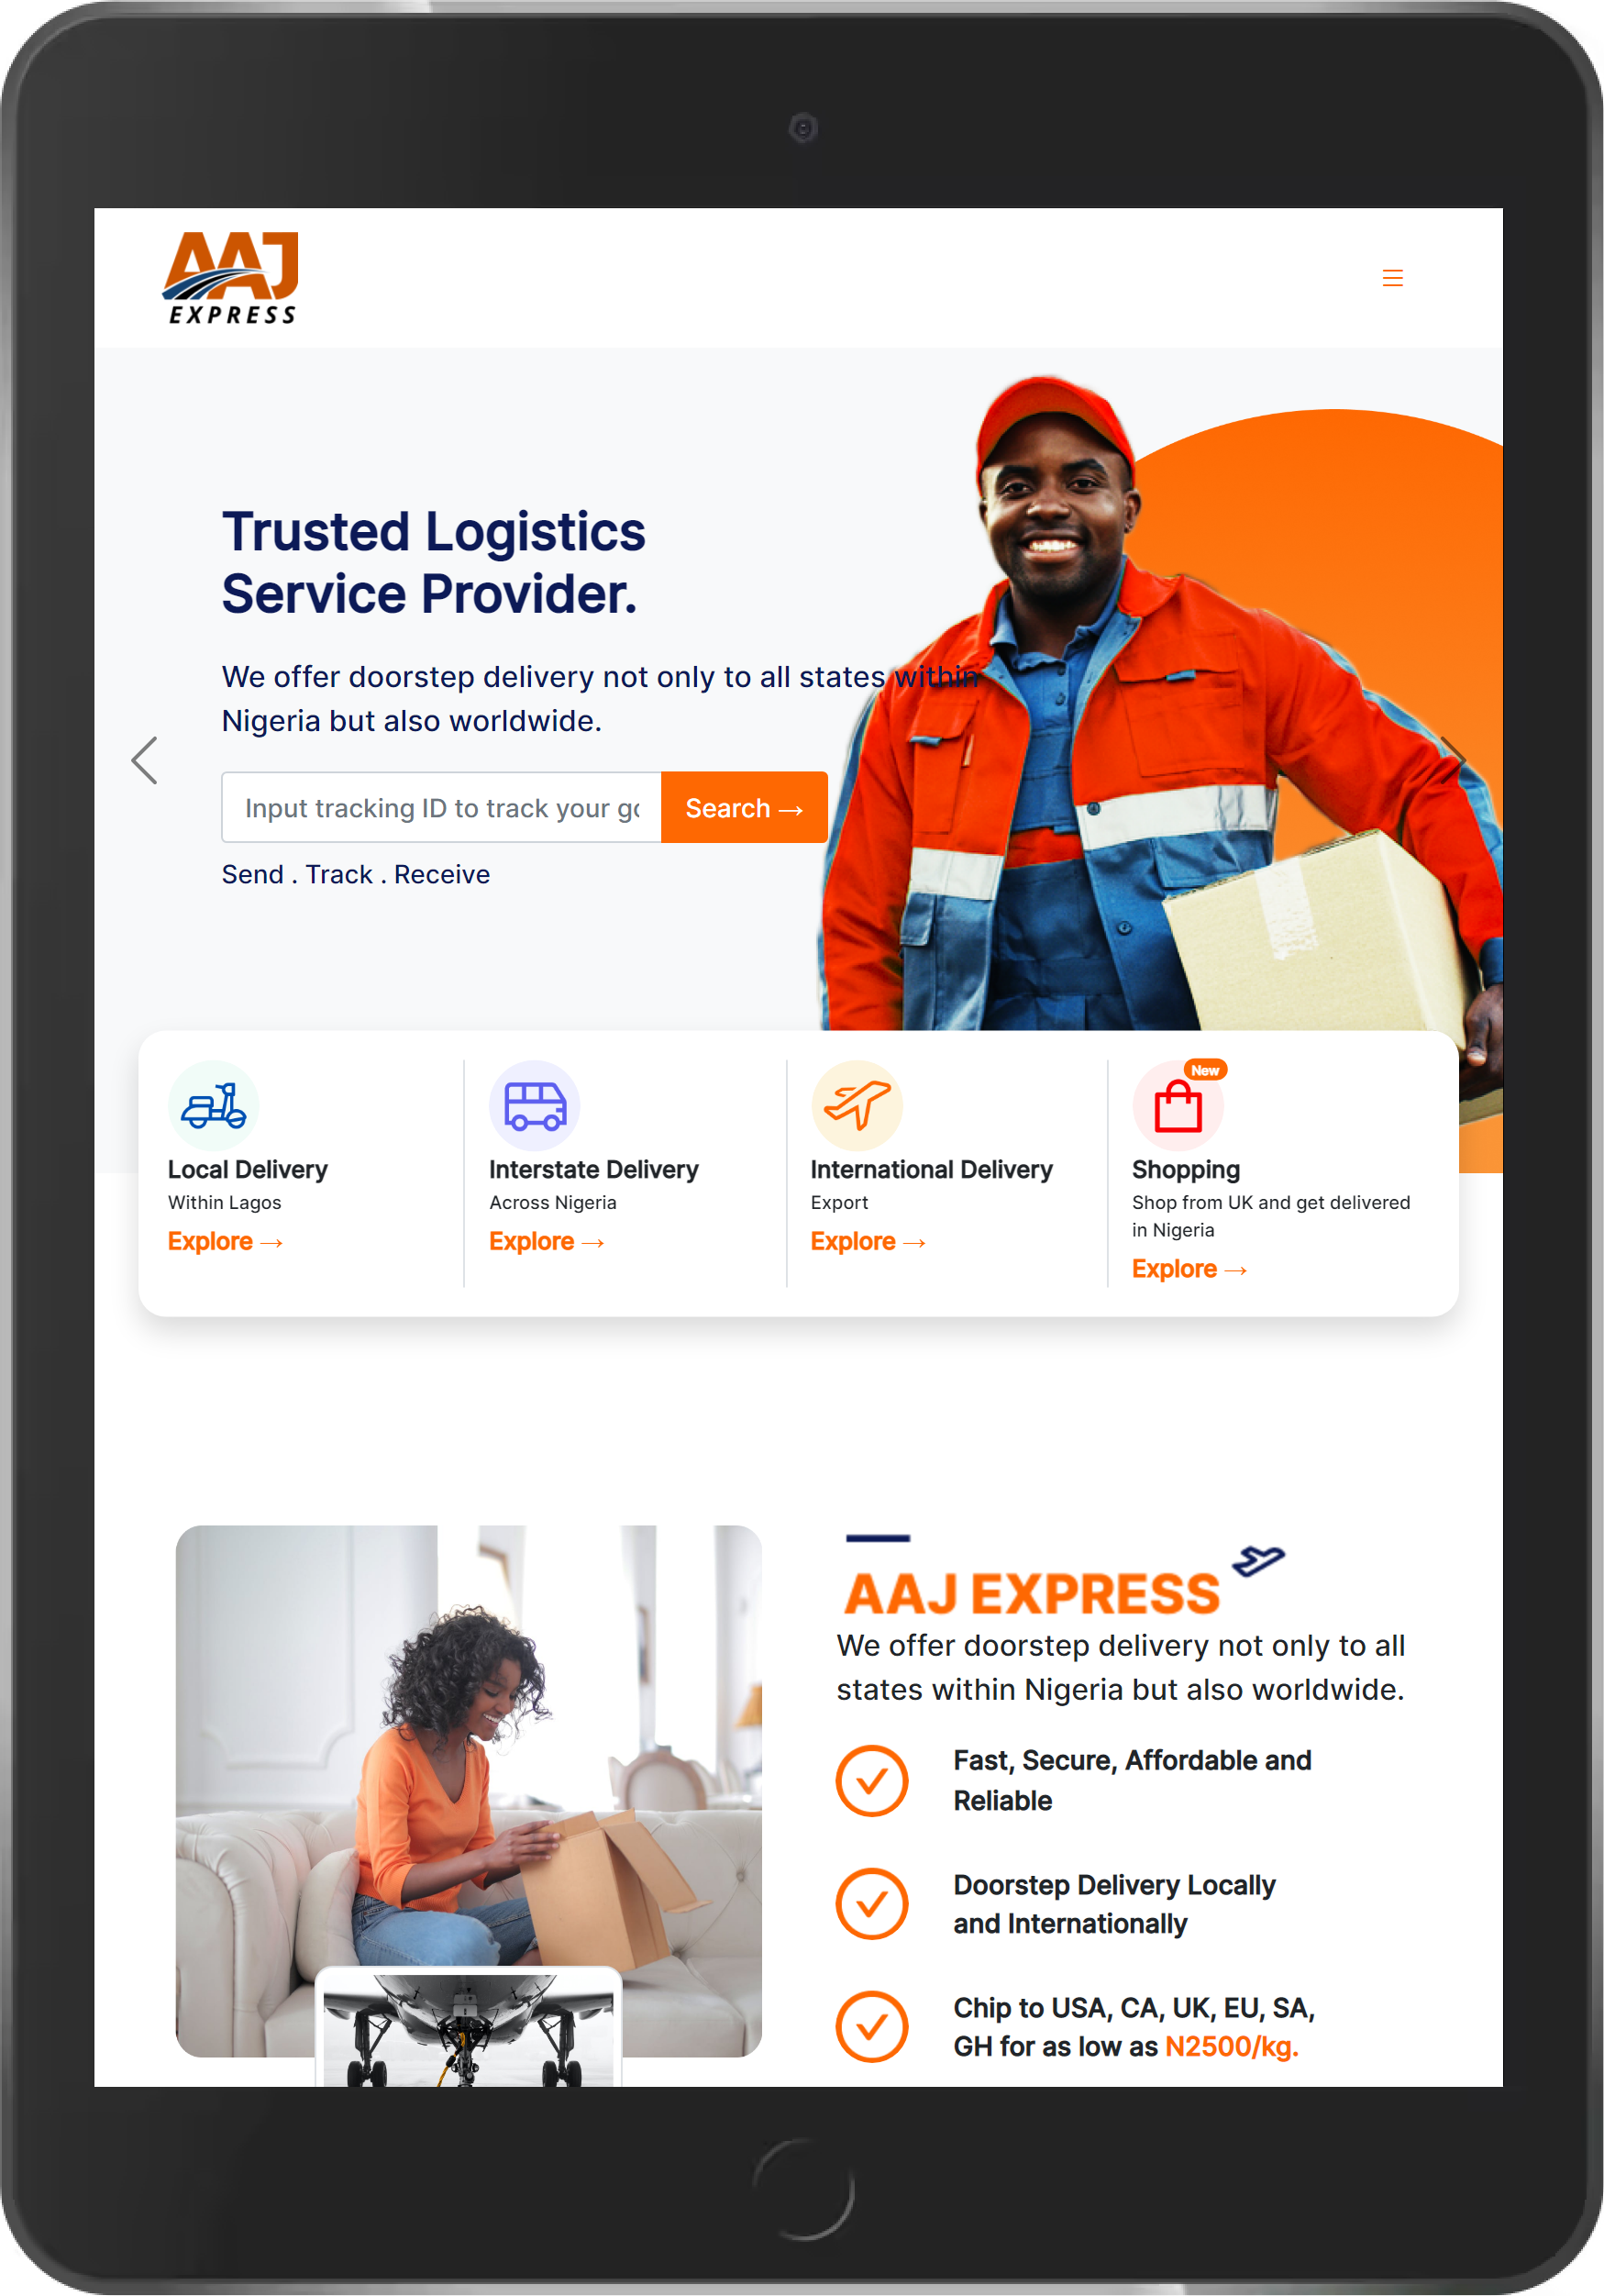 AAJ
EXPRESS
Trusted Logistics
Service Provider.
We offer doorstep delivery not only to all states within
Nigeria but also worldwide.
Input tracking ID to track your go
Search →
Send . Track . Receive
New
Local Delivery
Within Lagos
Explore →
Interstate Delivery
Across Nigeria
Explore →
International Delivery
Export
Explore →
Shopping
Shop from UK and get delivered
in Nigeria
Explore →
AAJ EXPRESS
We offer doorstep delivery not only to all
states within Nigeria but also worldwide.
Fast, Secure, Affordable and
Reliable
Doorstep Delivery Locally
and Internationally
Chip to USA, CA, UK, EU, SA,
GH for as low as N2500/kg.